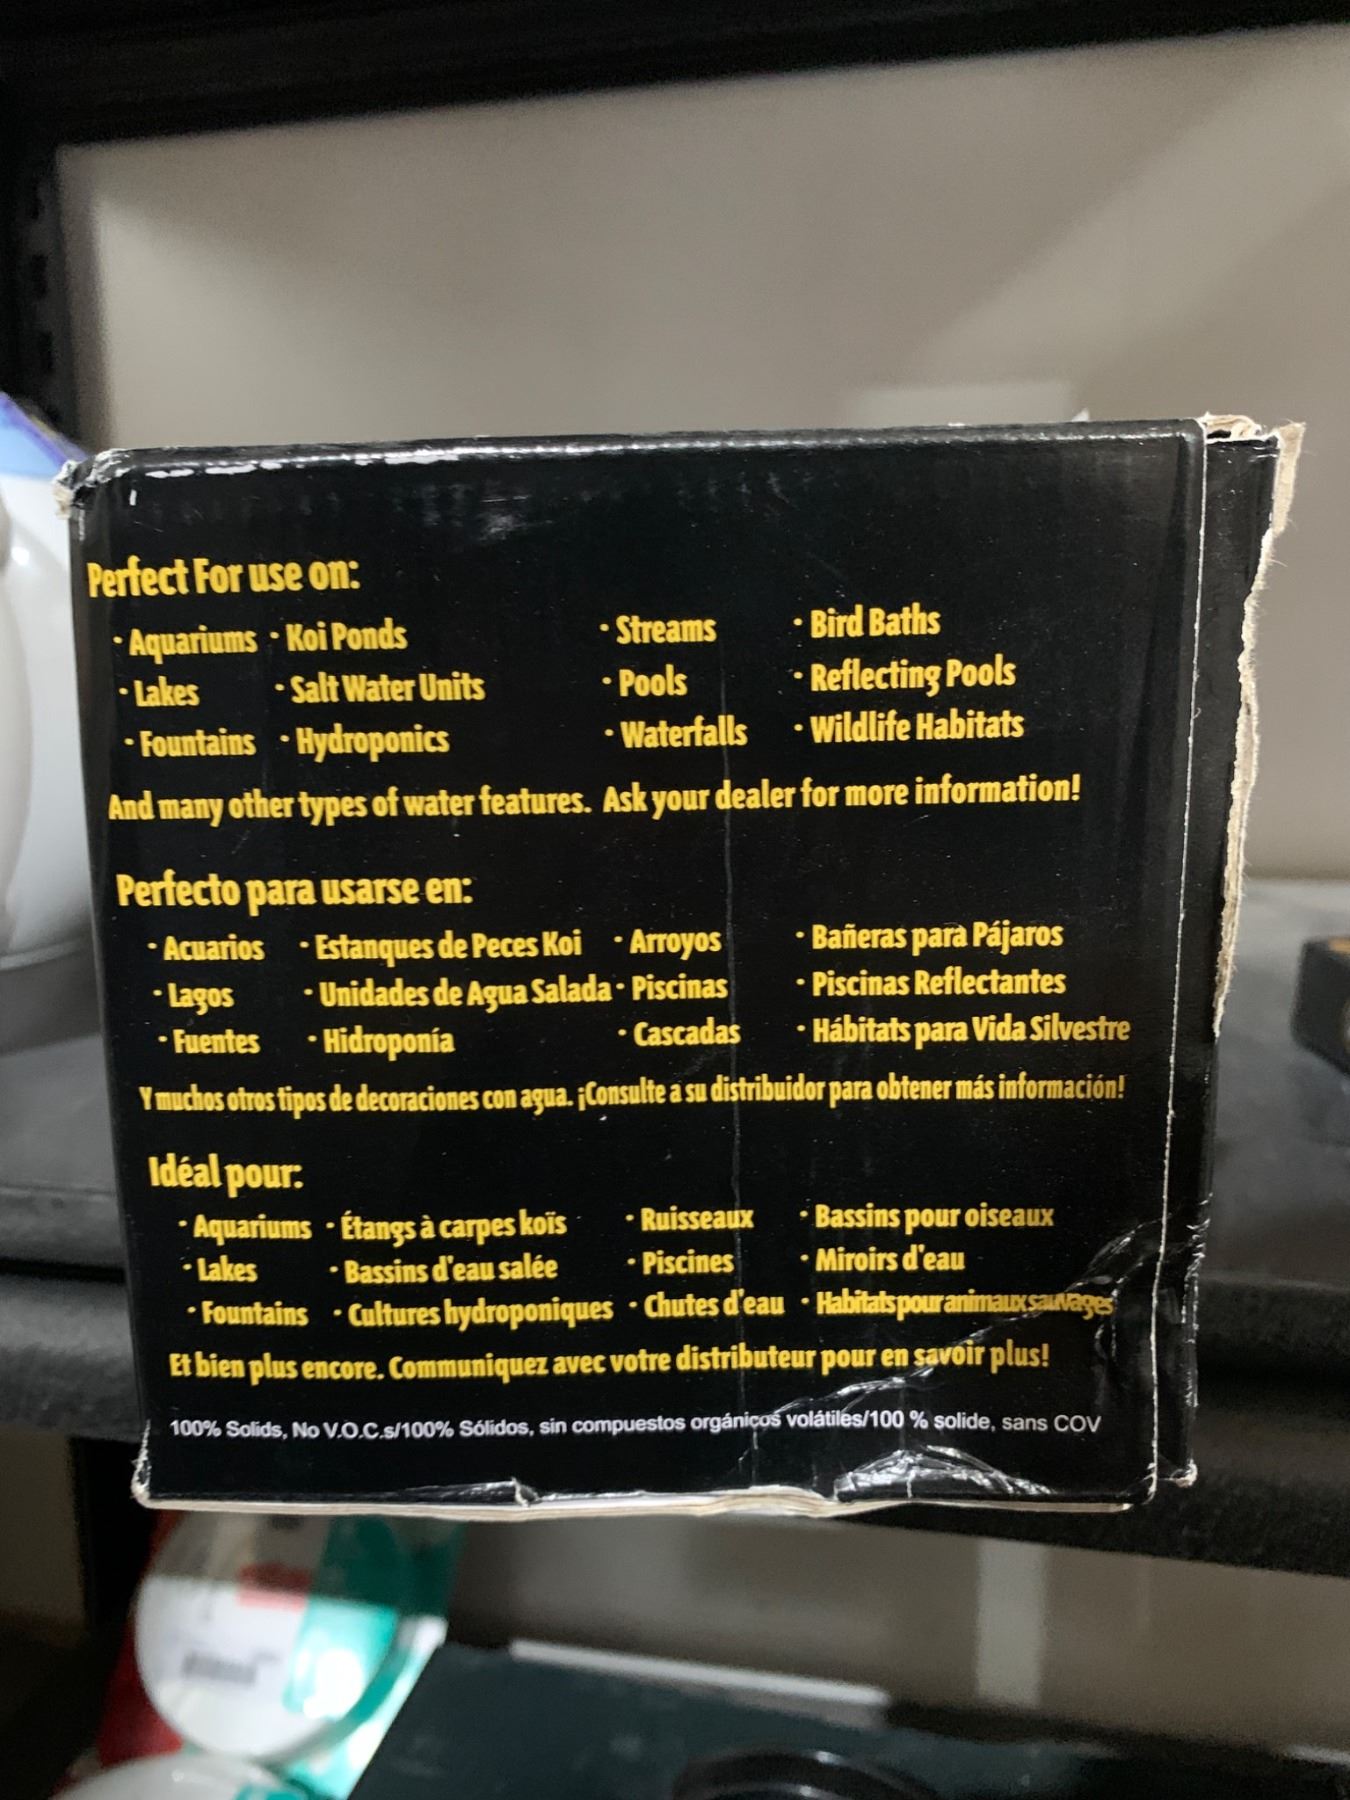 Perfect For use on:
· Aquariums · Koi Ponds · Streams · Bird Baths
· Lakes · Salt Water Units · Pools · Reflecting Pools
· Fountains · Hydroponics · Waterfalls · Wildlife Habitats
And many other types of water features. Ask your dealer for more information!
Perfecto para usarse en:
· Acuarios · Estanques de Peces Koi · Arroyos · Bañeras para Pájaros
· Lagos · Unidades de Agua Salada · Piscinas · Piscinas Reflectantes
· Fuentes · Hidroponía · Cascadas · Hábitats para Vida Silvestre
Y muchos otros tipos de decoraciones con agua. ¡Consulte a su distribuidor para obtener más información!
Idéal pour:
· Aquariums · Étangs à carpes koïs · Ruisseaux · Bassins pour oiseaux
· Lakes · Bassins d'eau salée · Piscines · Miroirs d'eau
· Fountains · Cultures hydroponiques · Chutes d'eau · Habitats pour animaux sauvages
Et bien plus encore. Communiquez avec votre distributeur pour en savoir plus!
100% Solids, No V.O.C.s/100% Sólidos, sin compuestos orgánicos volátiles/100 % solide, sans COV